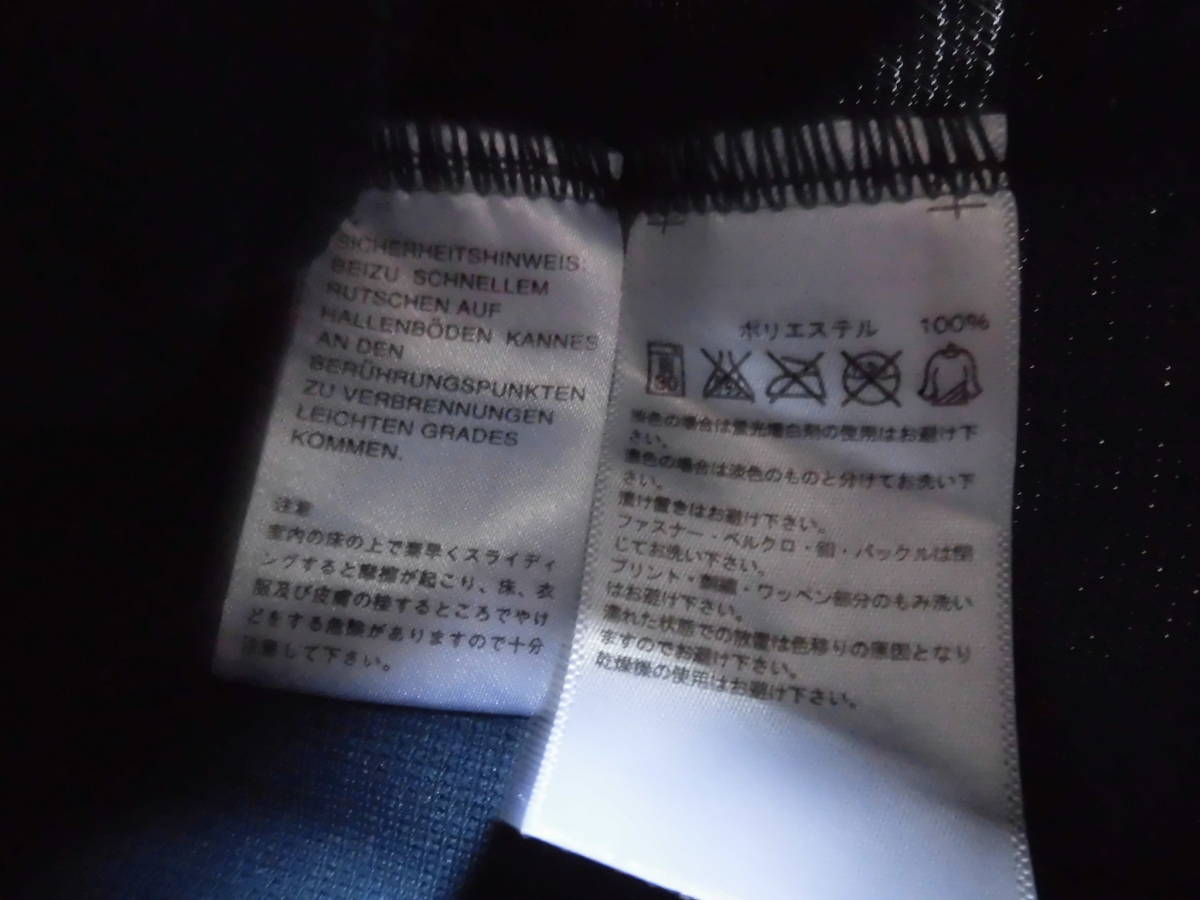 SICHERHEITSHINWEIS:
BEIZU SCHNELLEM
RUTSCHEN AUF
HALLENBÖDEN KANNES
AN DEN
BERÜHRUNGSPUNKTEN
ZU VERBRENNUNGEN
LEICHTEN GRADES
KOMMEN.
注意
室内の床の上で素早くスライディ
ングすると摩擦が起こり、床、衣
服及び皮膚の接するところでやけ
どをする危険がありますので十分
注意して下さい。
ポリエステル 100%
30
淡色の場合は蛍光増白剤の使用はお避け下
さい。
濃色の場合は淡色のものと分けてお洗い下
さい。
漬け置きはお避け下さい。
ファスナー・ベルクロ・釦・バックルは閉
じてお洗い下さい。
プリント・刺繍・ワッペン部分のもみ洗い
はお避け下さい。
濡れた状態での放置は色移りの原因となり
ますのでお避け下さい。
乾燥機の使用はお避け下さい。